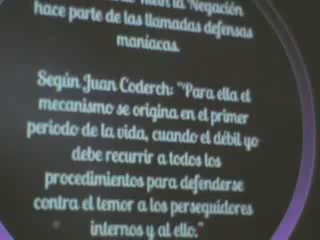 la Negación
hace parte de las llamadas defensas
maníacas.
Según Juan Coderch: "Para ella el
mecanismo se origina en el primer
periodo de la vida, cuando el débil yo
debe recurrir a todos los
procedimientos para defenderse
contra el temor a los perseguidores
internos y al ello."